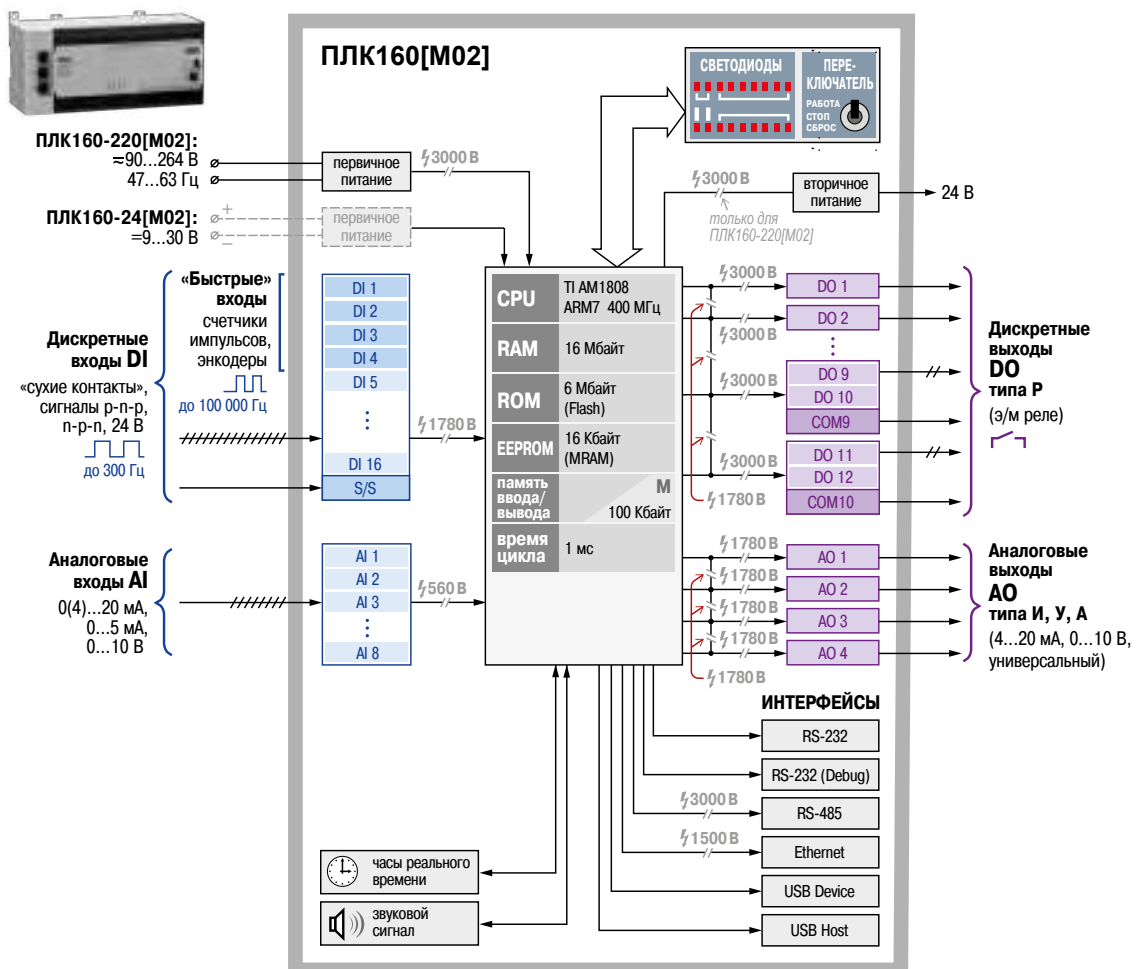 ПЛК160[М02]
СВЕТОДИОДЫ
ПЕРЕ-
КЛЮЧАТЕЛЬ
РАБОТА
СТОП
СБРОС
ПЛК160-220[М02]:
≂90...264 В
47...63 Гц
первичное
питание
3000 В
ПЛК160-24[М02]:
=9...30 В
+
–
первичное
питание
3000 В
только для
ПЛК160-220[М02]
вторичное
питание
24 В
«Быстрые»
входы
счетчики
импульсов,
энкодеры
до 100 000 Гц
Дискретные
входы DI
«сухие контакты»,
сигналы p-n-p,
n-p-n, 24 В
до 300 Гц
DI 1
DI 2
DI 3
DI 4
DI 5
DI 16
S/S
1780 В
Аналоговые
входы AI
0(4)...20 мА,
0...5 мА,
0...10 В
AI 1
AI 2
AI 3
AI 8
560 В
CPU
TI AM1808
ARM7 400 МГц
RAM
16 Мбайт
ROM
6 Мбайт
(Flash)
EEPROM
16 Кбайт
(MRAM)
память
ввода/
вывода
М
100 Кбайт
время
цикла
1 мс
3000 В
DO 1
DO 2
3000 В
3000 В
DO 9
DO 10
COM9
3000 В
DO 11
DO 12
COM10
1780 В
Дискретные
выходы
DO
типа Р
(э/м реле)
1780 В
AO 1
1780 В
AO 2
1780 В
AO 3
1780 В
AO 4
1780 В
Аналоговые
выходы
AO
типа И, У, А
(4...20 мА, 0...10 В,
универсальный)
ИНТЕРФЕЙСЫ
RS-232
RS-232 (Debug)
3000 В
RS-485
1500 В
Ethernet
USB Device
USB Host
часы реального
времени
звуковой
сигнал